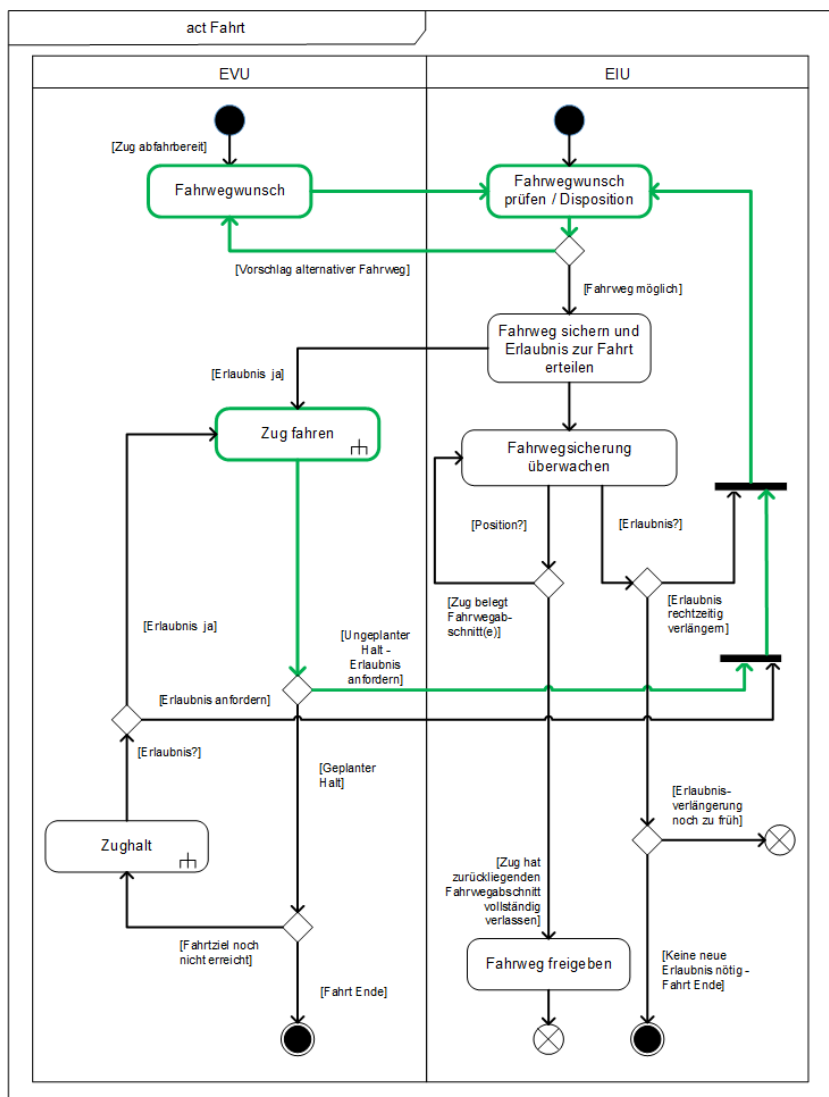 act Fahrt
EVU
EIU
[Zug abfahrbereit]
Fahrwegwunsch
Fahrwegwunsch
prüfen / Disposition
[Vorschlag alternativer Fahrweg]
[Fahrweg möglich]
Fahrweg sichern und
Erlaubnis zur Fahrt
erteilen
[Erlaubnis ja]
Zug fahren
Fahrwegsicherung
überwachen
[Position?]
[Erlaubnis?]
[Zug belegt
Fahrwegab-
schnitt(e)]
[Erlaubnis
rechtzeitig
verlängern]
[Erlaubnis ja]
[Ungeplanter
Halt -
Erlaubnis
anfordern]
[Erlaubnis anfordern]
[Erlaubnis?]
[Geplanter
Halt]
[Erlaubnis-
verlängerung
noch zu früh]
Zughalt
[Zug hat
zurückliegenden
Fahrwegabschnitt
vollständig
verlassen]
[Fahrtziel noch
nicht erreicht]
Fahrweg freigeben
[Keine neue
Erlaubnis nötig -
Fahrt Ende]
[Fahrt Ende]